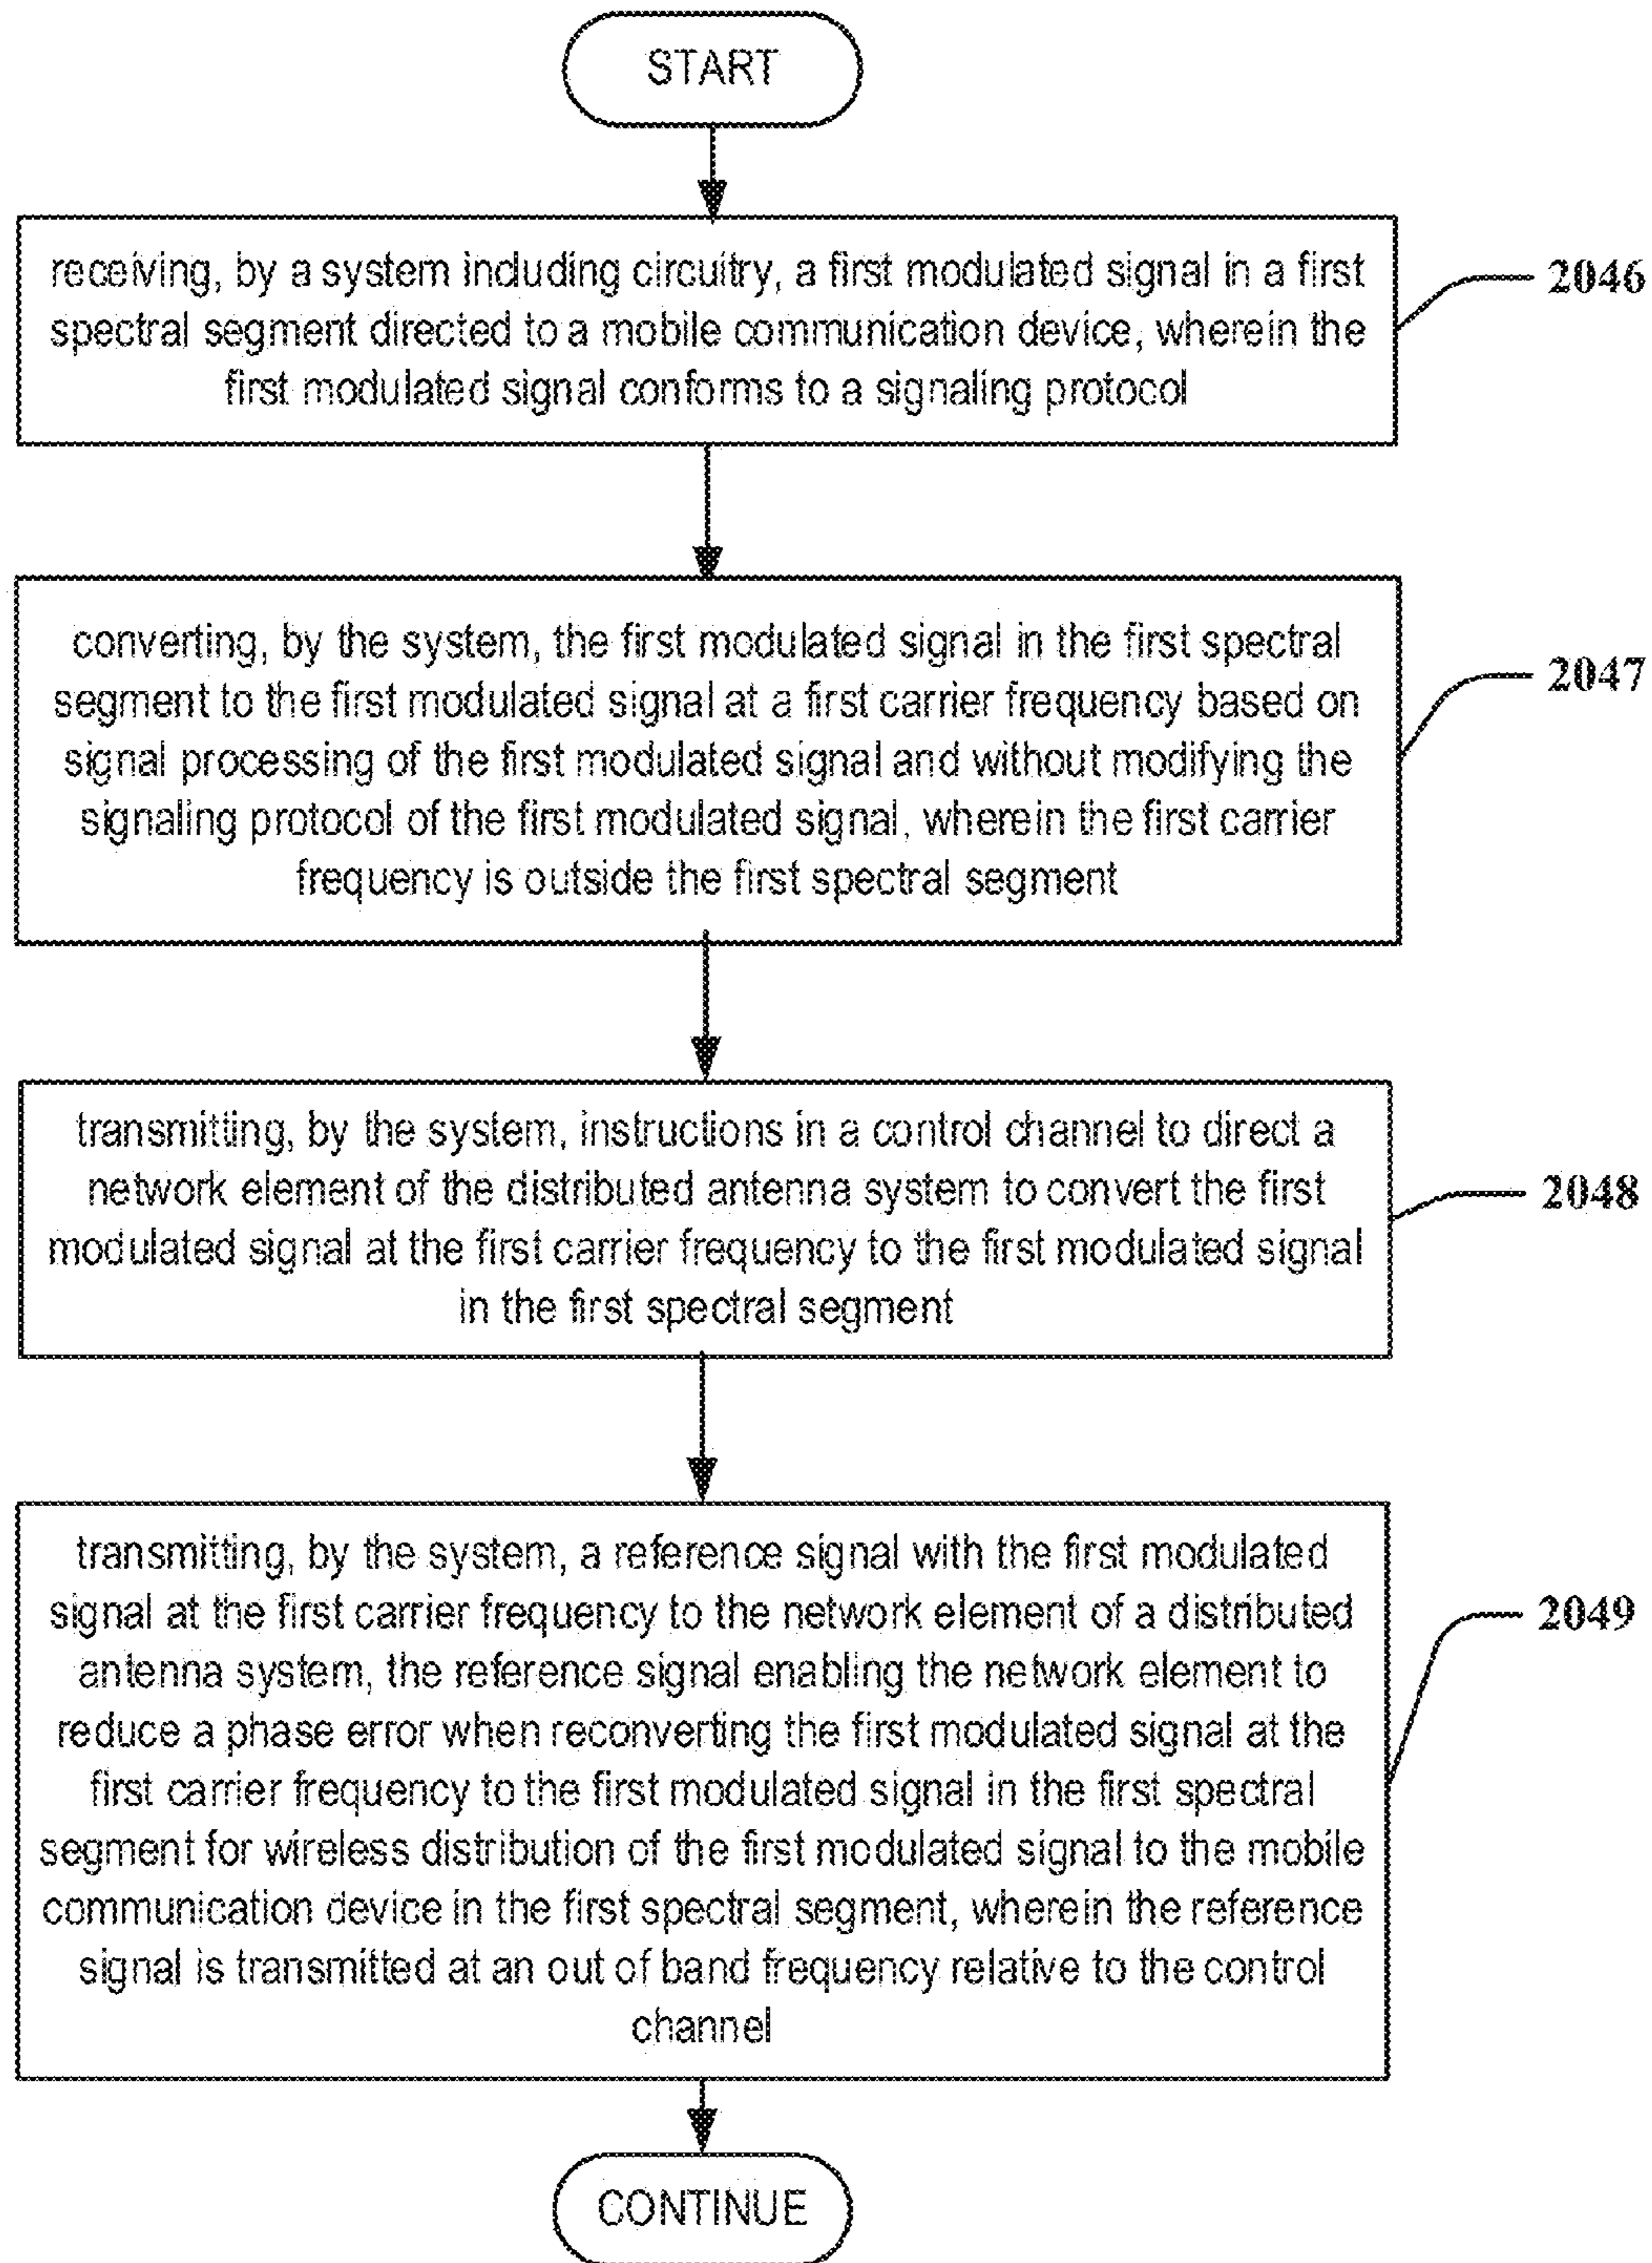 START
receiving, by a system including circuitry, a first modulated signal in a first
spectral segment directed to a mobile communication device, wherein the
first modulated signal conforms to a signaling protocol
2046
converting, by the system, the first modulated signal in the first spectral
segment to the first modulated signal at a first carrier frequency based on
signal processing of the first modulated signal and without modifying the
signaling protocol of the first modulated signal, wherein the first carrier
frequency is outside the first spectral segment
2047
transmitting, by the system, instructions in a control channel to direct a
network element of the distributed antenna system to convert the first
modulated signal at the first carrier frequency to the first modulated signal
in the first spectral segment
2048
transmitting, by the system, a reference signal with the first modulated
signal at the first carrier frequency to the network element of a distributed
antenna system, the reference signal enabling the network element to
reduce a phase error when reconverting the first modulated signal at the
first carrier frequency to the first modulated signal in the first spectral
segment for wireless distribution of the first modulated signal to the mobile
communication device in the first spectral segment, wherein the reference
signal is transmitted at an out of band frequency relative to the control
channel
2049
CONTINUE